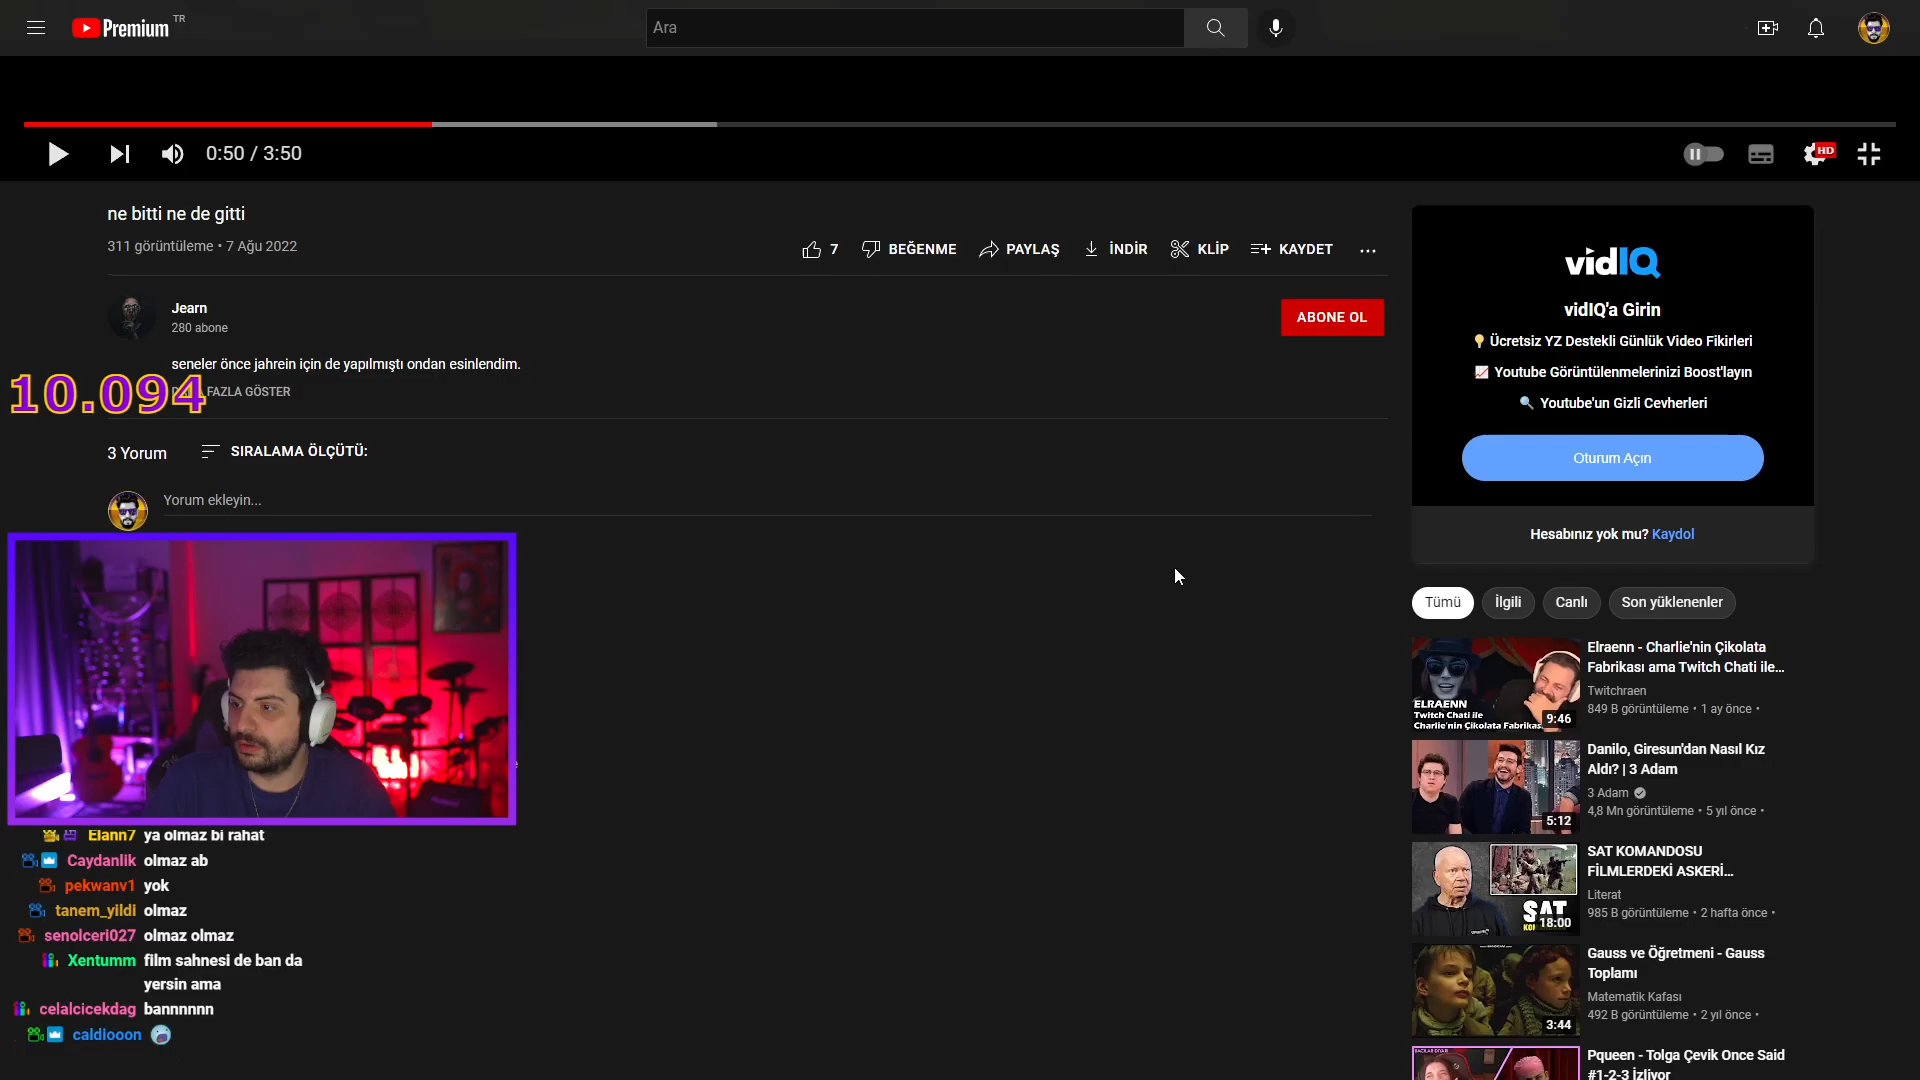 Premium TR
Ara
0:50 / 3:50
HD
ne bitti ne de gitti
311 görüntüleme • 7 Ağu 2022
7
BEĞENME
PAYLAŞ
İNDİR
KLİP
KAYDET
Jearn
280 abone
ABONE OL
seneler önce jahrein için de yapılmıştı ondan esinlendim.
FAZLA GÖSTER
10.094
3 Yorum
SIRALAMA ÖLÇÜTÜ:
Yorum ekleyin...
Elann7 ya olmaz bi rahat
Caydanlik olmaz ab
pekwanv1 yok
tanem_yildi olmaz
senolceri027 olmaz olmaz
Xentumm film sahnesi de ban da
yersin ama
celalcicekdag bannnnnn
caldiooon
vidIQ
vidIQ'a Girin
Ücretsiz YZ Destekli Günlük Video Fikirleri
Youtube Görüntülenmelerinizi Boost'layın
Youtube'un Gizli Cevherleri
Oturum Açın
Hesabınız yok mu? Kaydol
Tümü
İlgili
Canlı
Son yüklenenler
ELRAENN
Twitch Chati ile
Charlie'nin Çikolata Fabrikas
9:46
Elraenn - Charlie'nin Çikolata
Fabrikası ama Twitch Chati ile...
Twitchraen
849 B görüntüleme • 1 ay önce •
5:12
Danilo, Giresun'dan Nasıl Kız
Aldı? | 3 Adam
3 Adam
4,8 Mn görüntüleme • 5 yıl önce •
SAT
18:00
SAT KOMANDOSU
FİLMLERDEKİ ASKERİ...
Literat
985 B görüntüleme • 2 hafta önce •
3:44
Gauss ve Öğretmeni - Gauss
Toplamı
Matematik Kafası
492 B görüntüleme • 2 yıl önce •
Pqueen - Tolga Çevik Once Said
#1-2-3 İzliyor